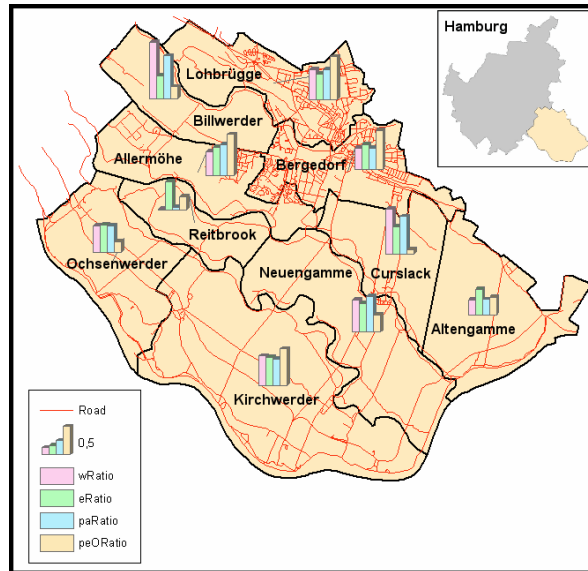 Hamburg
Lohbrügge
Billwerder
Allermöhe
Bergedorf
Reitbrook
Ochsenwerder
Neuengamme
Curslack
Altengamme
Kirchwerder
Road
0,5
wRatio
eRatio
paRatio
peORatio